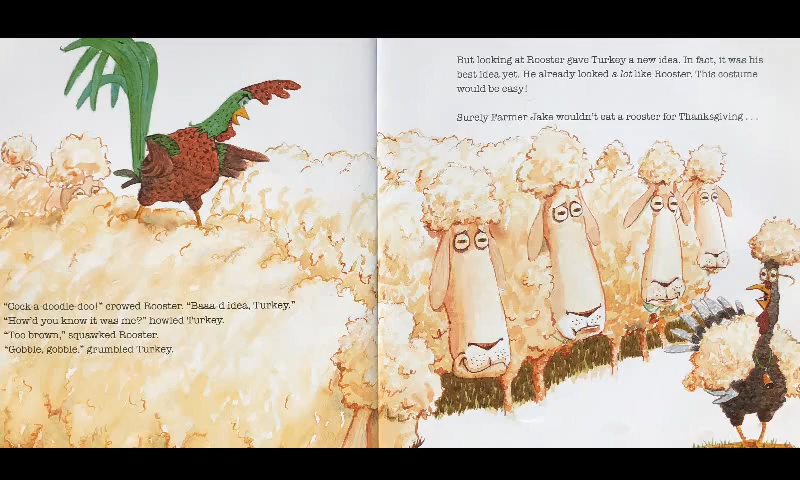 "Cock-a-doodle-doo!" crowed Rooster. "Baaa-d idea, Turkey."
"How'd you know it was me?" howled Turkey.
"Too brown," squawked Rooster.
"Gobble, gobble," grumbled Turkey.
But looking at Rooster gave Turkey a new idea. In fact, it was his
best idea yet. He already looked a lot like Rooster. This costume
would be easy!
Surely Farmer Jake wouldn't eat a rooster for Thanksgiving . . .